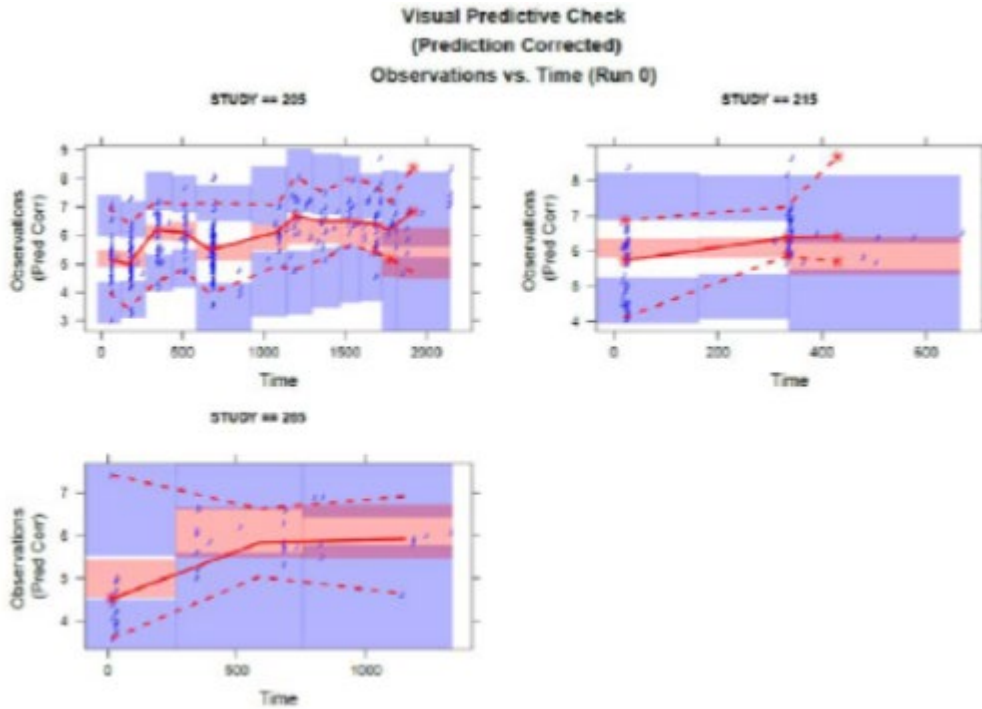 Visual Predictive Check
(Prediction Corrected)
Observations vs. Time (Run 0)
STUDY == 205
Observations
(Pred Corr)
9
8
7
6
5
4
3
0
500
1000
1500
2000
Time
STUDY == 215
Observations
(Pred Corr)
8
7
6
5
4
0
200
400
600
Time
STUDY ==
Observations
(Pred Corr)
7
6
5
4
0
500
1000
Time